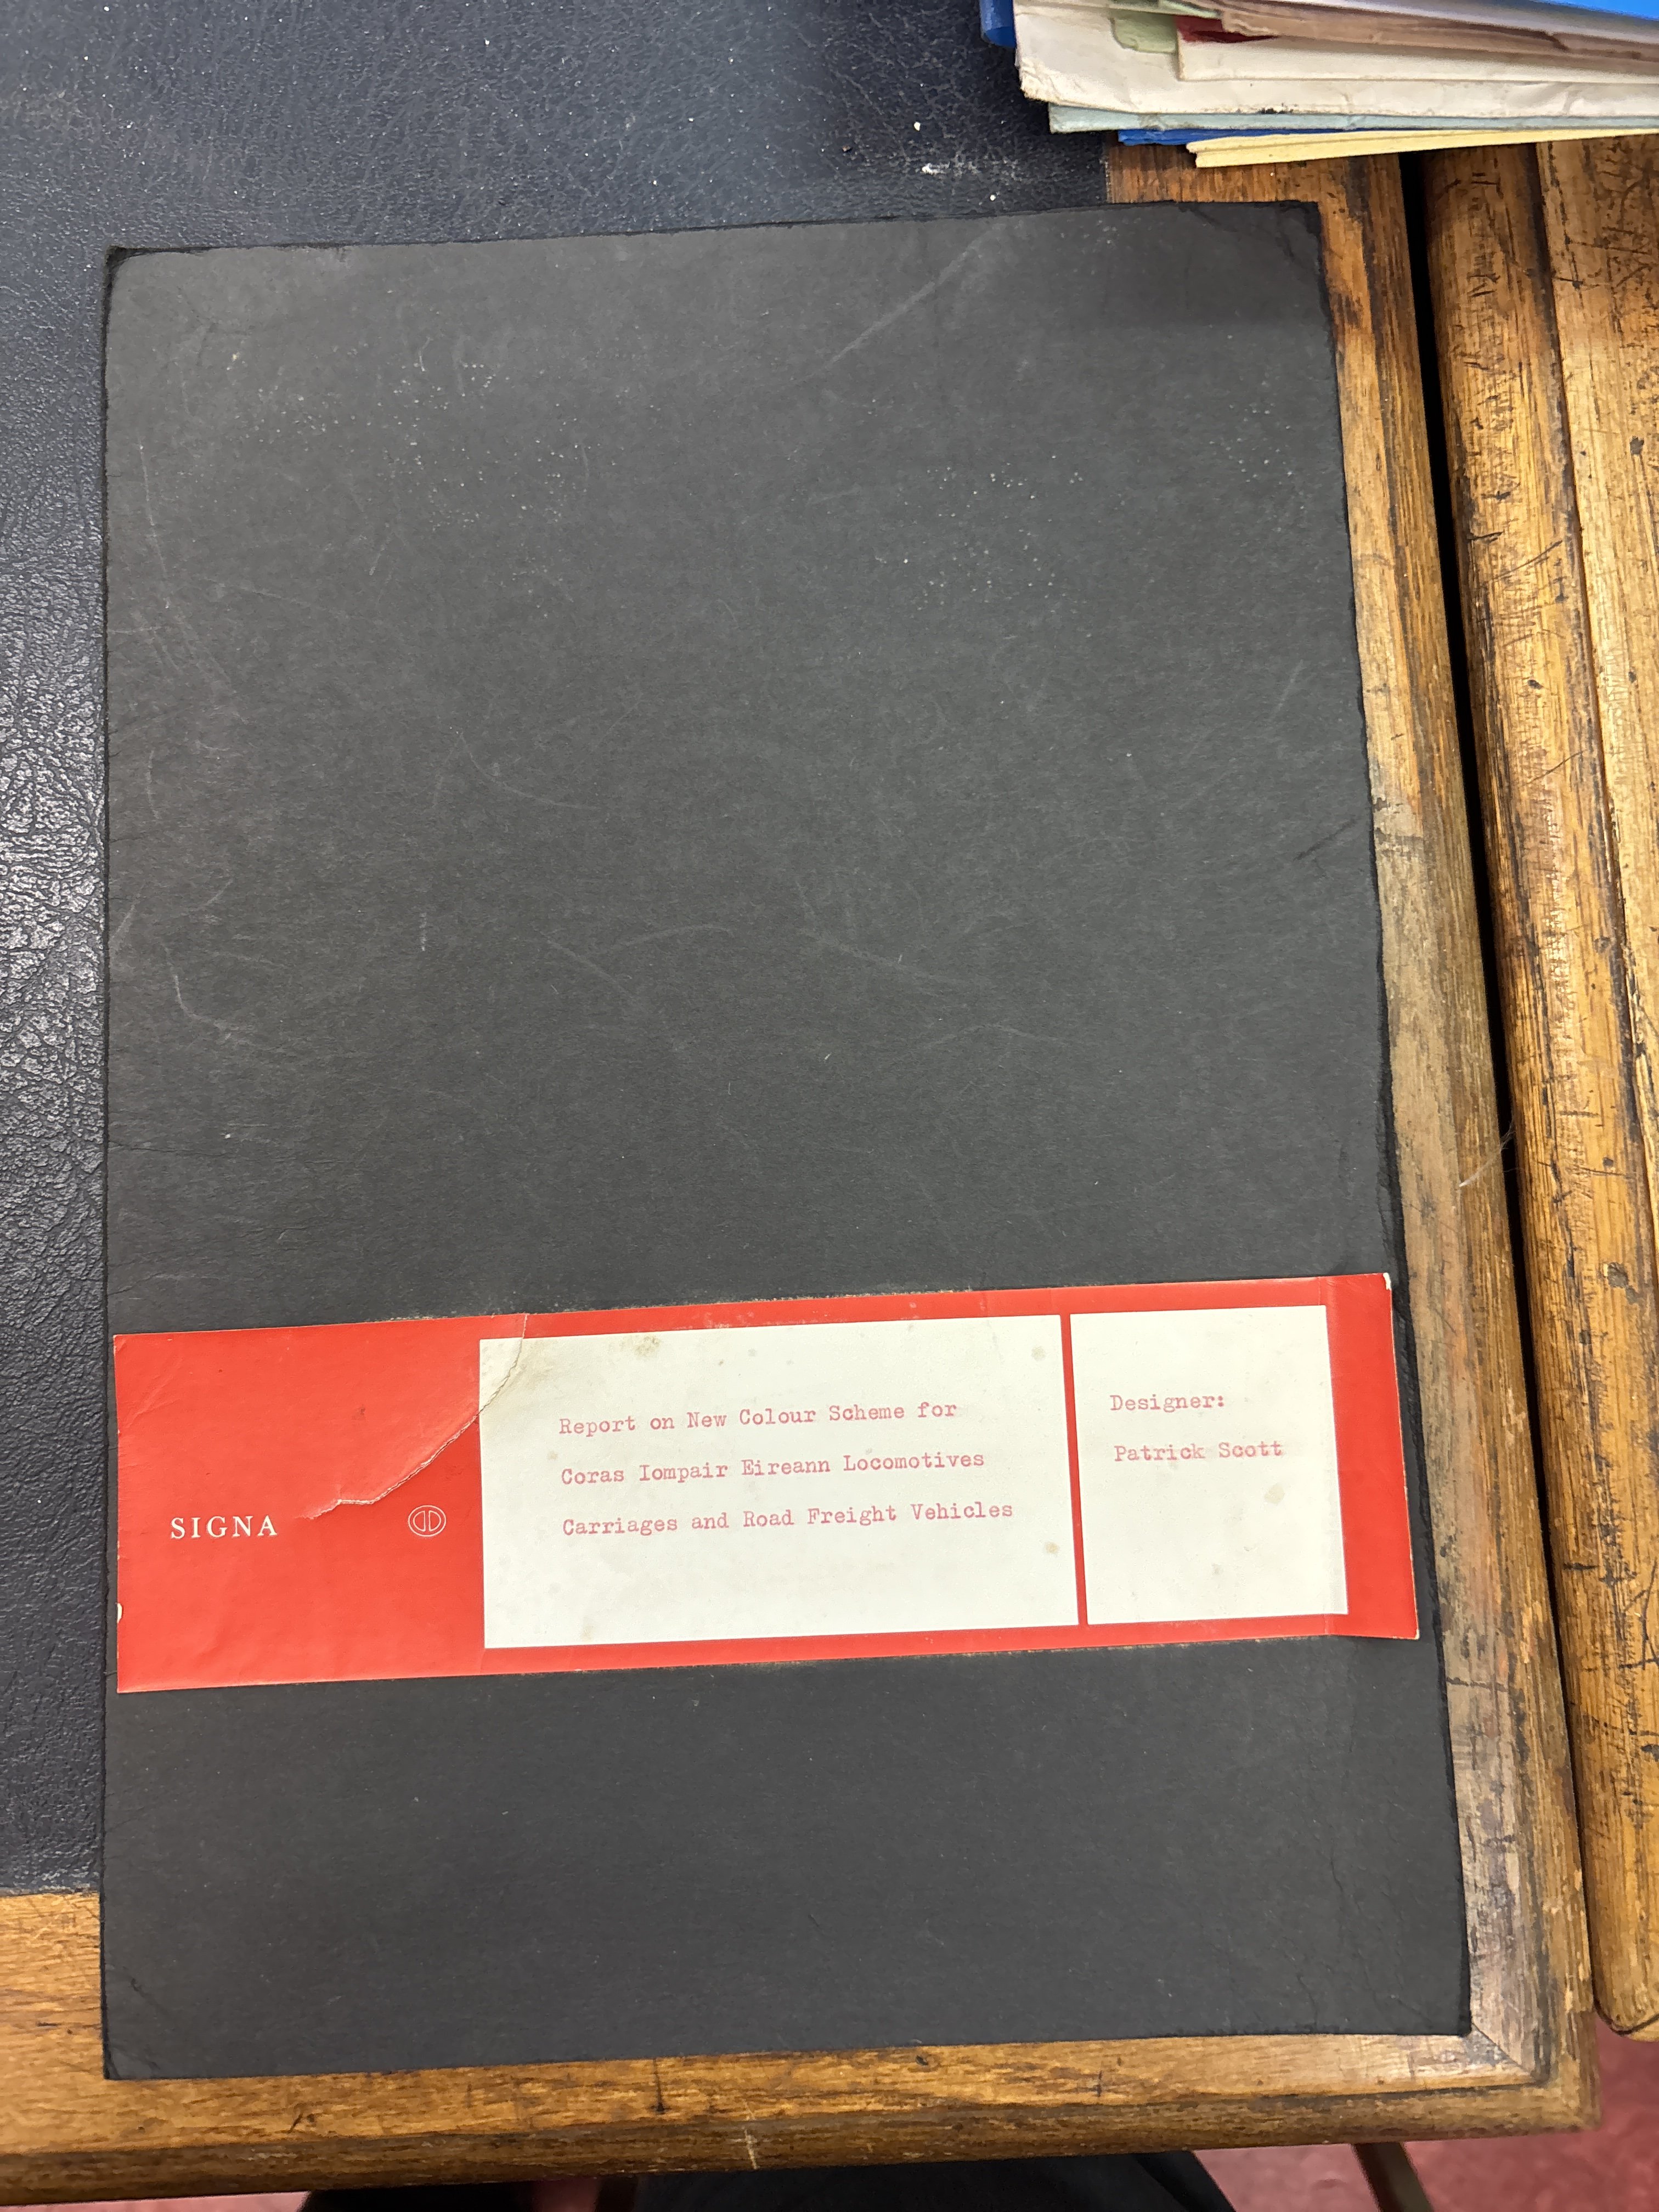 SIGNA
Report on New Colour Scheme for
Coras Iompair Eireann Locomotives
Carriages and Road Freight Vehicles
Designer:
Patrick Scott